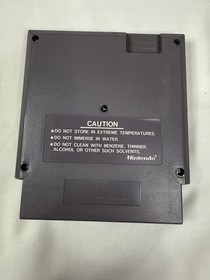 CAUTION
•DO NOT STORE IN EXTREME TEMPERATURES.
•DO NOT IMMERSE IN WATER.
•DO NOT CLEAN WITH BENZENE, THINNER,
ALCOHOL OR OTHER SUCH SOLVENTS.
Nintendo®